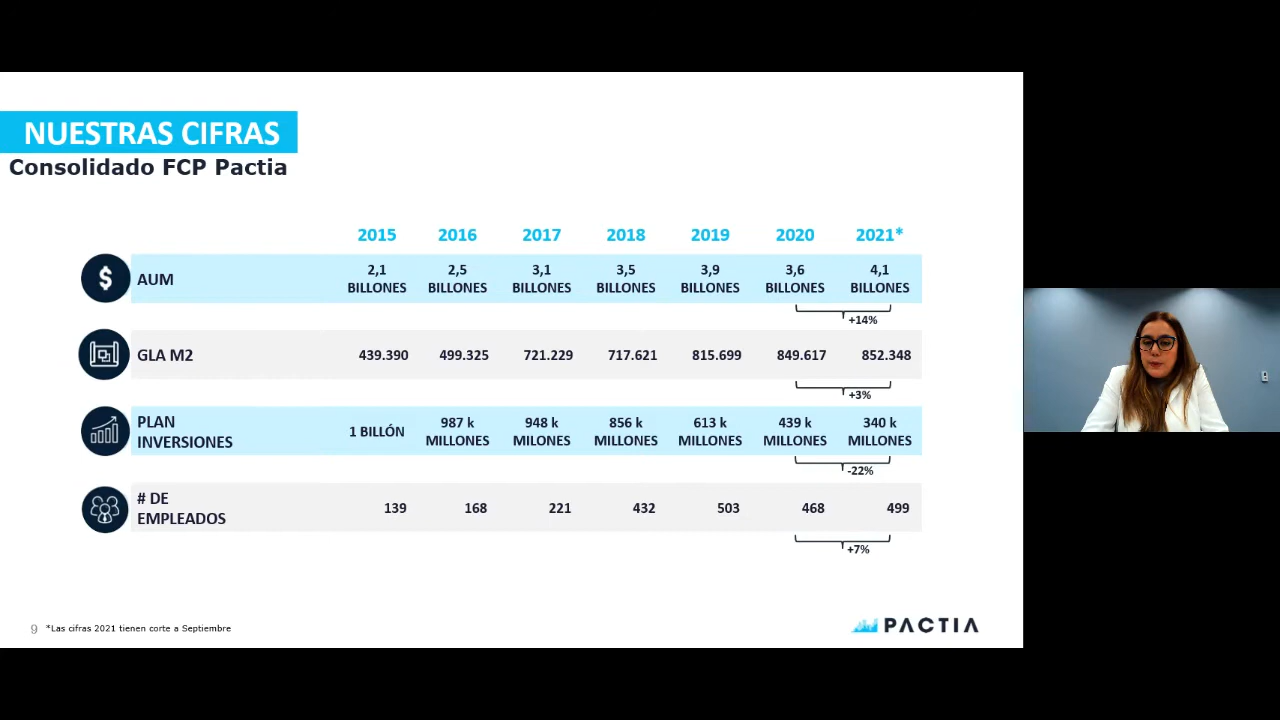 NUESTRAS CIFRAS
Consolidado FCP Pactia
2015 2016 2017 2018 2019 2020 2021*
AUM
2,1 BILLONES
2,5 BILLONES
3,1 BILLONES
3,5 BILLONES
3,9 BILLONES
3,6 BILLONES
4,1 BILLONES
+14%
GLA M2 439.390 499.325 721.229 717.621 815.699 849.617 852.348
+3%
PLAN
INVERSIONES
1 BILLÓN
987 k MILLONES
948 k MILONES
856 k MILLONES
613 k MILLONES
439 k MILLONES
340 k MILLONES
-22%
# DE
EMPLEADOS
139 168 221 432 503 468 499
+7%
9 *Las cifras 2021 tienen corte a Septiembre
PACTIA